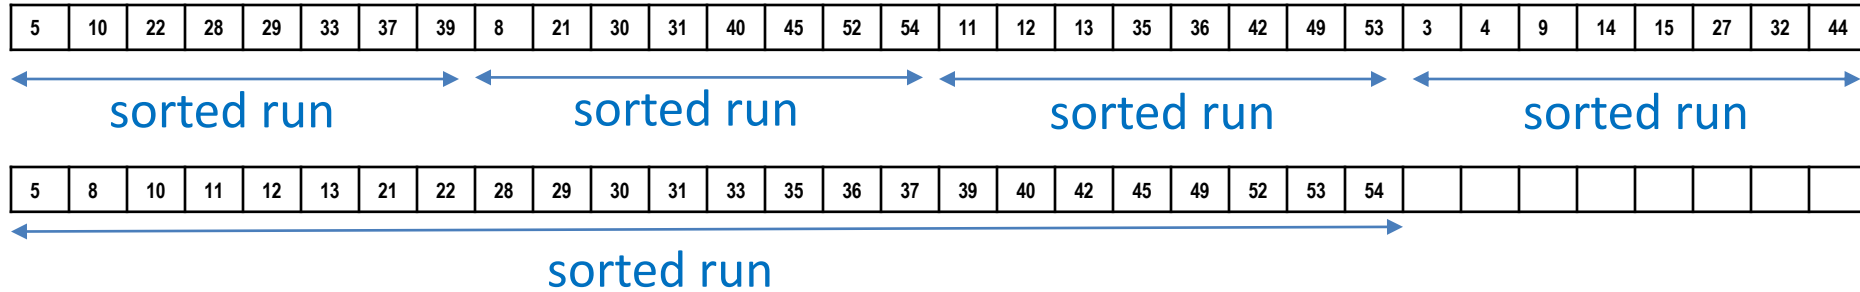 5 10 22 28 29 33 37 39 8 21 30 31 40 45 52 54 11 12 13 35 36 42 49 53 3 4 9 14 15 27 32 44
sorted run sorted run sorted run sorted run
5 8 10 11 12 13 21 22 28 29 30 31 33 35 36 37 39 40 42 45 49 52 53 54
sorted run